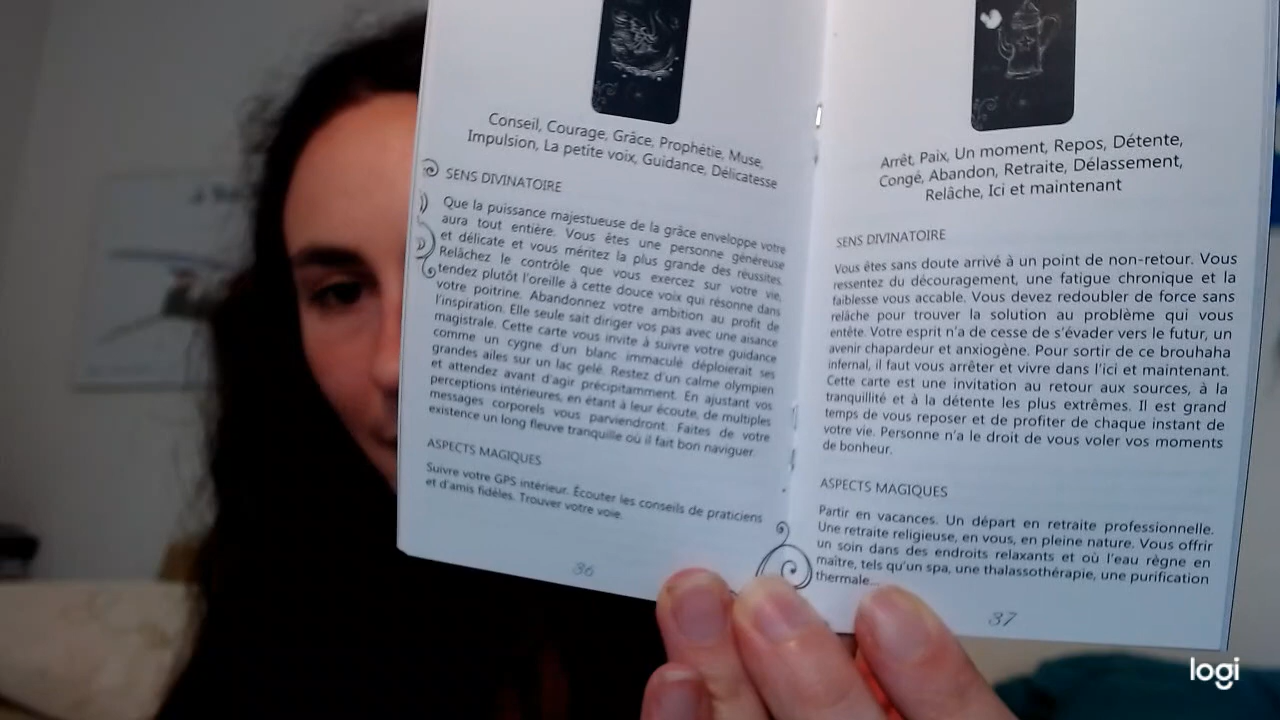 Conseil, Courage, Grâce, Prophétie, Muse,
Impulsion, La petite voix, Guidance, Délicatesse
SENS DIVINATOIRE
Que la puissance majestueuse de la grâce enveloppe votre
aura tout entière. Vous êtes une personne généreuse
et délicate et vous méritez la plus grande des réussites.
Relâchez le contrôle que vous exercez sur votre vie,
tendez plutôt l'oreille à cette douce voix qui résonne dans
votre poitrine. Abandonnez votre ambition au profit de
l'inspiration. Elle seule sait diriger vos pas avec une aisance
magistrale. Cette carte vous invite à suivre votre guidance
comme un cygne d'un blanc immaculé déploierait ses
grandes ailes sur un lac gelé. Restez d'un calme olympien
et attendez avant d'agir précipitamment. En ajustant vos
perceptions intérieures, en étant à leur écoute, de multiples
messages corporels vous parviendront. Faites de votre
existence un long fleuve tranquille où il fait bon naviguer.
ASPECTS MAGIQUES
Suivre votre GPS intérieur. Écouter les conseils de praticiens
et d'amis fidèles. Trouver votre voie.
36
Arrêt, Paix, Un moment, Repos, Détente,
Congé, Abandon, Retraite, Délassement,
Relâche, Ici et maintenant
SENS DIVINATOIRE
Vous êtes sans doute arrivé à un point de non-retour. Vous
ressentez du découragement, une fatigue chronique et la
faiblesse vous accable. Vous devez redoubler de force sans
relâche pour trouver la solution au problème qui vous
entête. Votre esprit n'a de cesse de s'évader vers le futur, un
avenir chapardeur et anxiogène. Pour sortir de ce brouhaha
infernal, il faut vous arrêter et vivre dans l'ici et maintenant.
Cette carte est une invitation au retour aux sources, à la
tranquillité et à la détente les plus extrêmes. Il est grand
temps de vous reposer et de profiter de chaque instant de
votre vie. Personne n'a le droit de vous voler vos moments
de bonheur.
ASPECTS MAGIQUES
Partir en vacances. Un départ en retraite professionnelle.
Une retraite religieuse, en vous, en pleine nature. Vous offrir
un soin dans des endroits relaxants et où l'eau règne en
maître, tels qu'un spa, une thalassothérapie, une purification
thermale...
37
logi